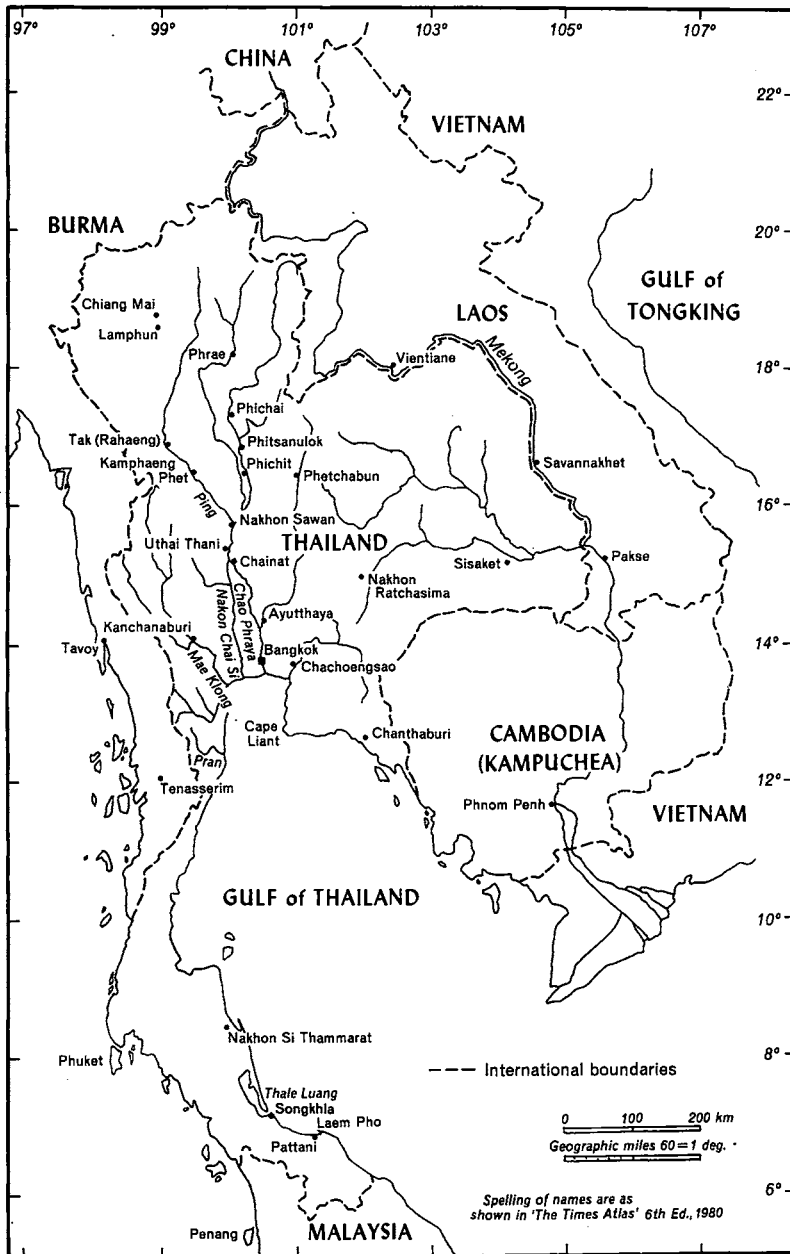 97°
99°
101°
103°
105°
107°
CHINA
22°
VIETNAM
BURMA
20°
GULF of
TONGKING
Chiang Mai
Lamphun
LAOS
Mekong
Phrae
Vientiane
18°
Phichai
Tak (Rahaeng)
Phitsanulok
Kamphaeng
Phet
Phichit
Phetchabun
Savannakhet
Ping
16°
Nakhon Sawan
Uthai Thani
THAILAND
Chainat
Sisaket
Pakse
Nakhon
Ratchasima
Chao Phraya
Nakon Chai Si
Ayutthaya
Kanchanaburi
Tavoy
14°
Mae Klong
Bangkok
Chachoengsao
Cape
Liant
Chanthaburi
CAMBODIA
(KAMPUCHEA)
Pran
Tenasserim
12°
Phnom Penh
VIETNAM
GULF of THAILAND
10°
Nakhon Si Thammarat
8°
Phuket
International boundaries
Thale Luang
Songkhla
Laem Pho
Pattani
0 100 200 km
Geographic miles 60=1 deg.
6°
Spelling of names are as
shown in 'The Times Atlas' 6th Ed., 1980
Penang
MALAYSIA